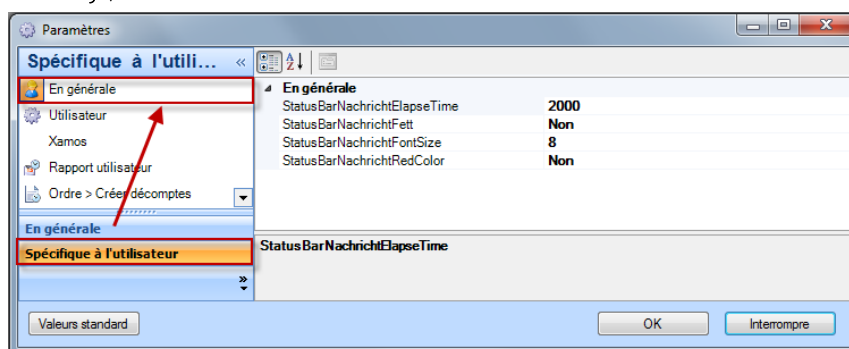 Paramètres
Spécifique à l'utili... «
En générale
Utilisateur
Xamos
Rapport utilisateur
Ordre > Créer décomptes
En générale
Spécifique à l'utilisateur
»
En générale
StatusBarNachrichtElapseTime 2000
StatusBarNachrichtFett Non
StatusBarNachrichtFontSize 8
StatusBarNachrichtRedColor Non
StatusBarNachrichtElapseTime
Valeurs standard
OK
Interrompre